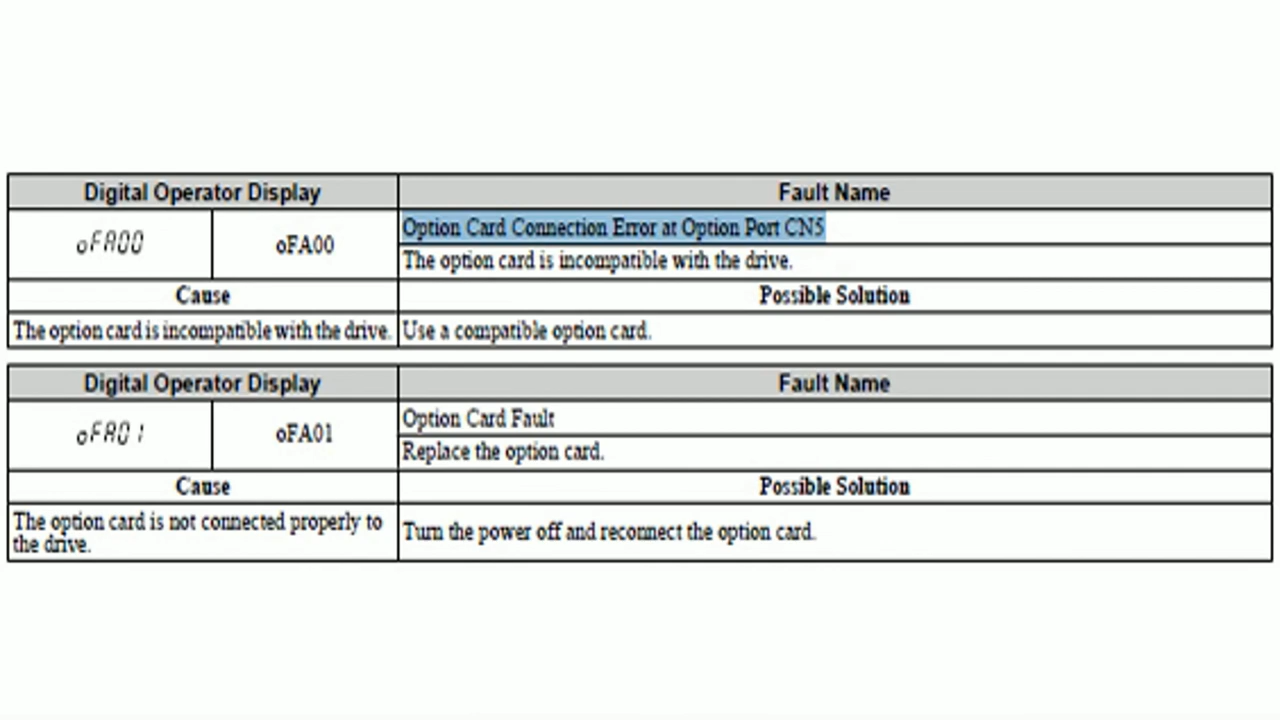 Digital Operator Display Fault Name
oFA00 oFA00 Option Card Connection Error at Option Port CN5
The option card is incompatible with the drive.
Cause Possible Solution
The option card is incompatible with the drive. Use a compatible option card.
Digital Operator Display Fault Name
oFA01 oFA01 Option Card Fault
Replace the option card.
Cause Possible Solution
The option card is not connected properly to
the drive.
Turn the power off and reconnect the option card.